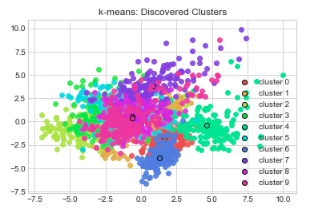 k-means: Discovered Clusters
10.0
7.5
5.0
2.5
0.0
−2.5
−5.0
−7.5
−7.5
−5.0
−2.5
0.0
2.5
5.0
7.5
10.0
cluster 0
cluster 1
cluster 2
cluster 3
cluster 4
cluster 5
cluster 6
cluster 7
cluster 8
cluster 9